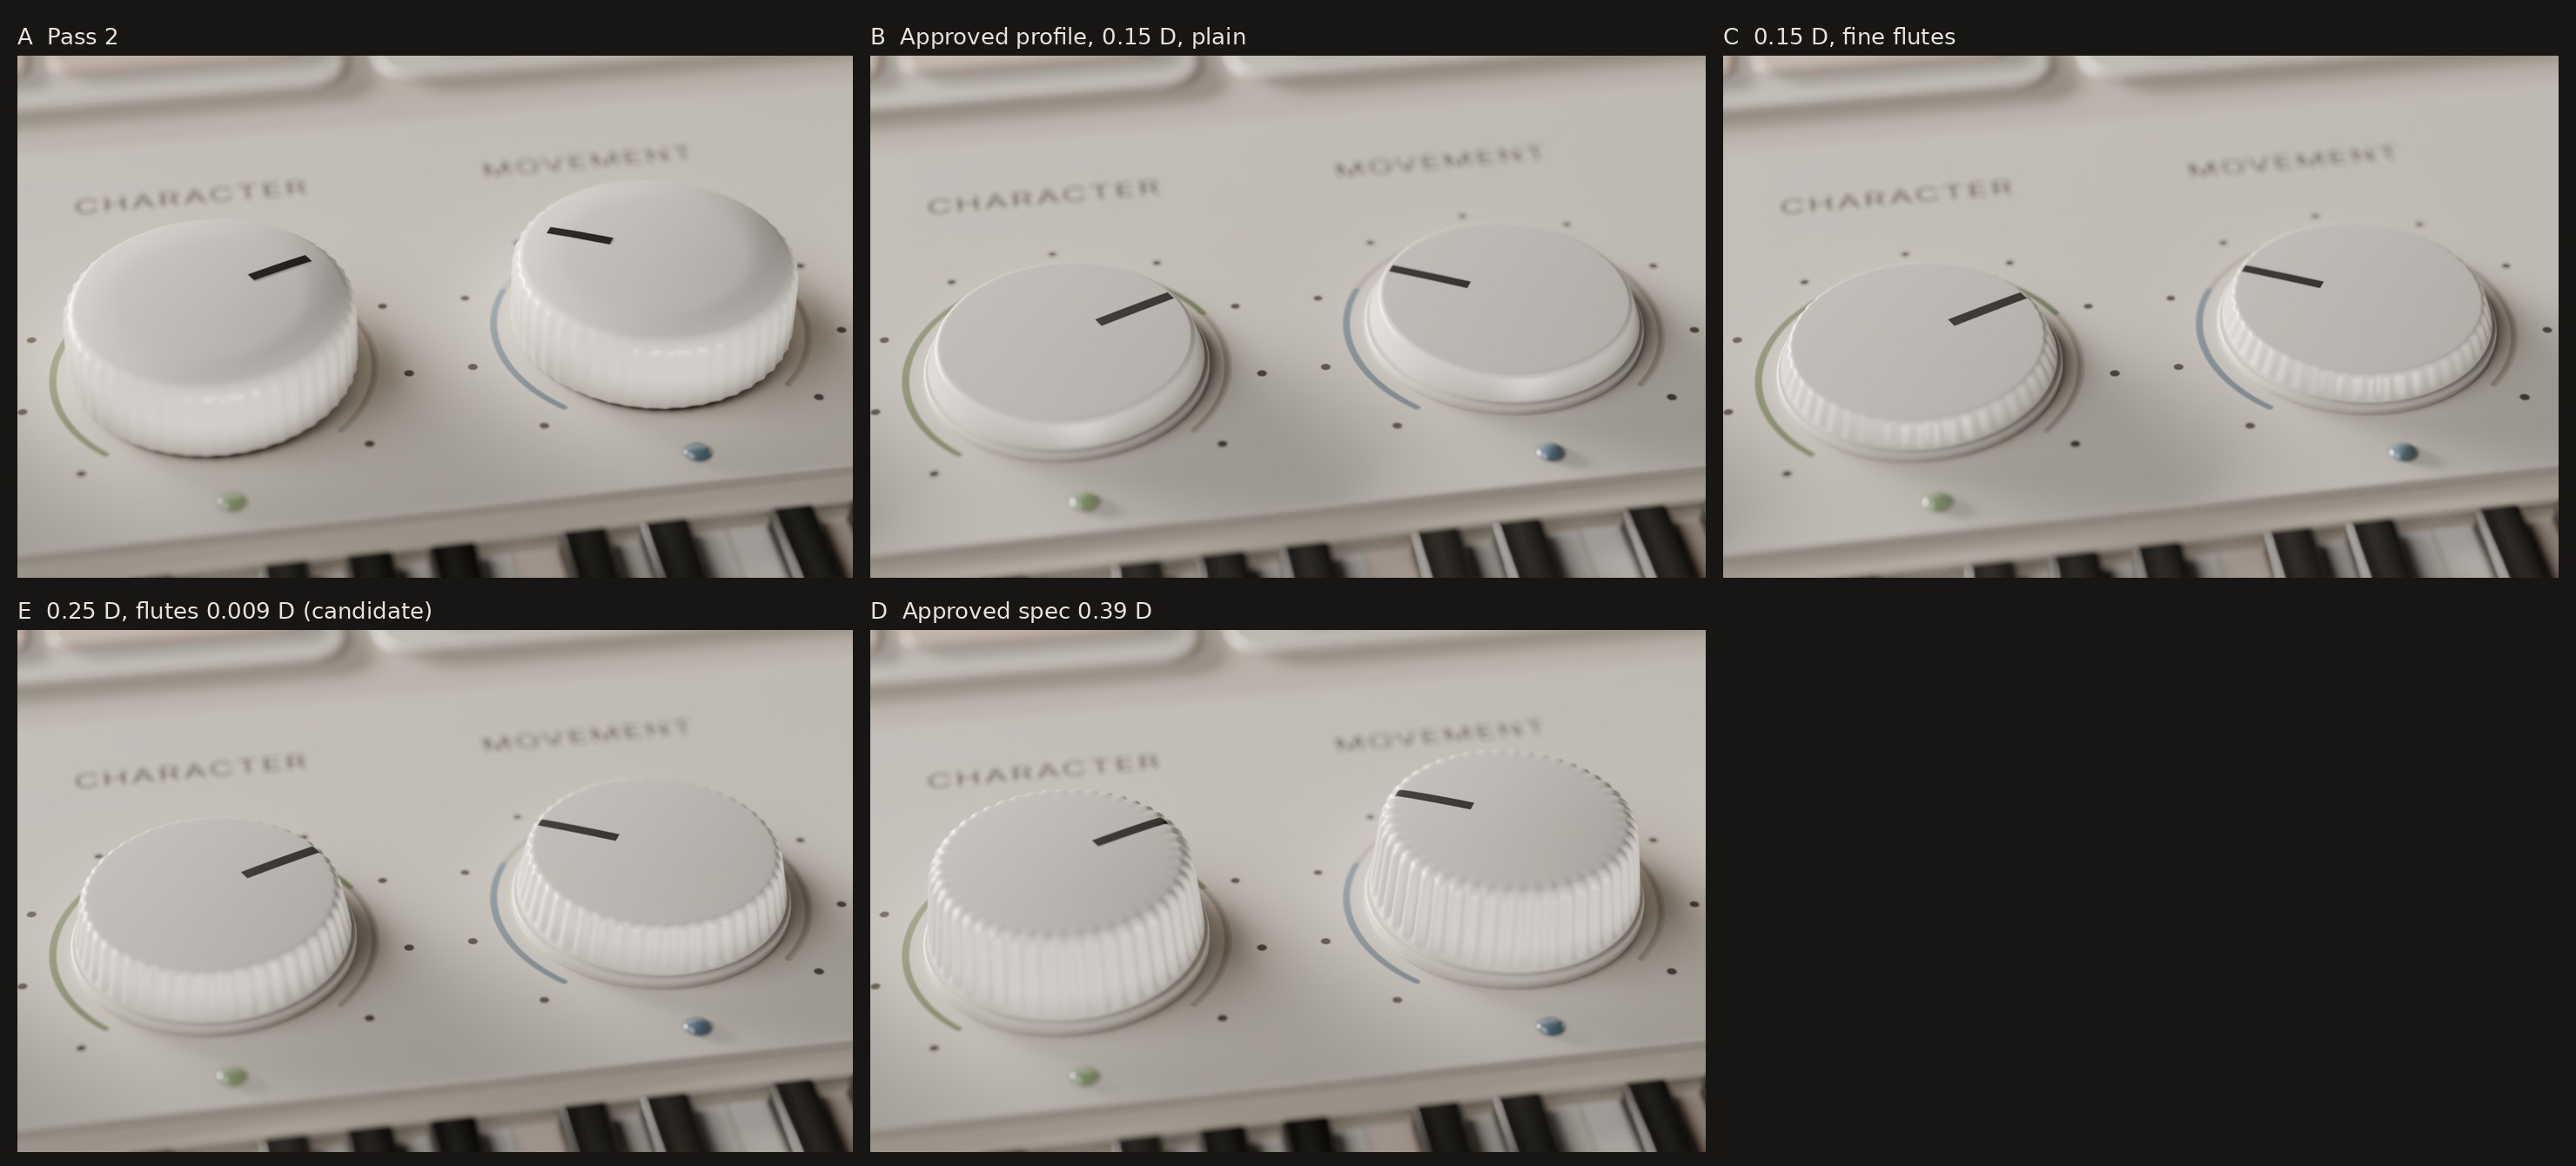 A  Pass 2
B  Approved profile, 0.15 D, plain
C  0.15 D, fine flutes
CHARACTER
MOVEMENT
CHARACTER
MOVEMENT
CHARACTER
MOVEMENT
E  0.25 D, flutes 0.009 D (candidate)
D  Approved spec 0.39 D
CHARACTER
MOVEMENT
CHARACTER
MOVEMENT